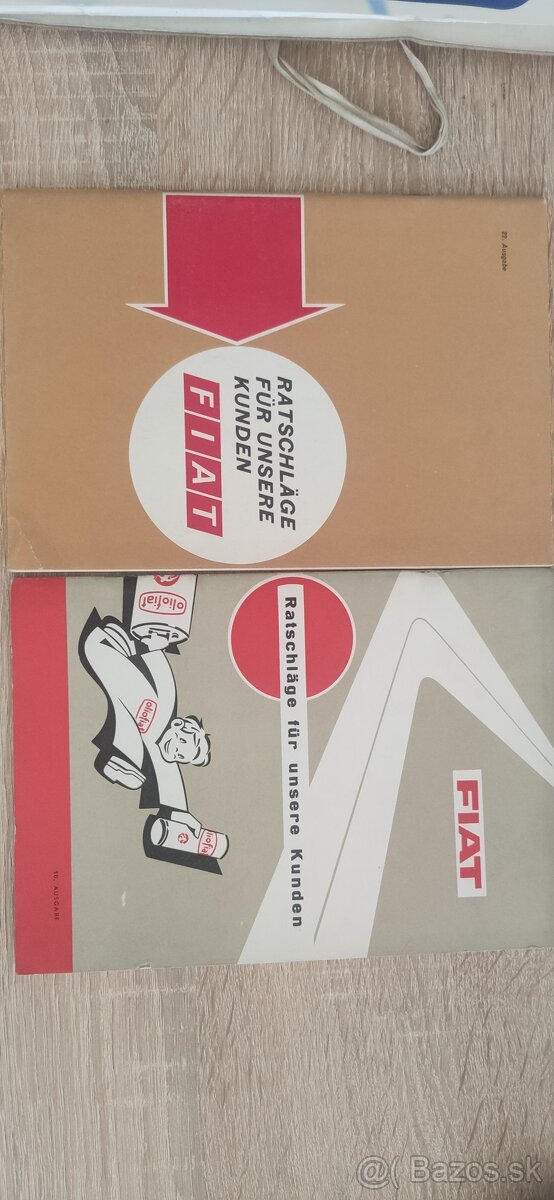 22. Ausgabe
RATSCHLÄGE
FÜR UNSERE
KUNDEN
FIAT
FIAT
Ratschläge für unsere Kunden
oliofiat
oliofiat
oliofiat
10. AUSGABE
@( Bazos.sk